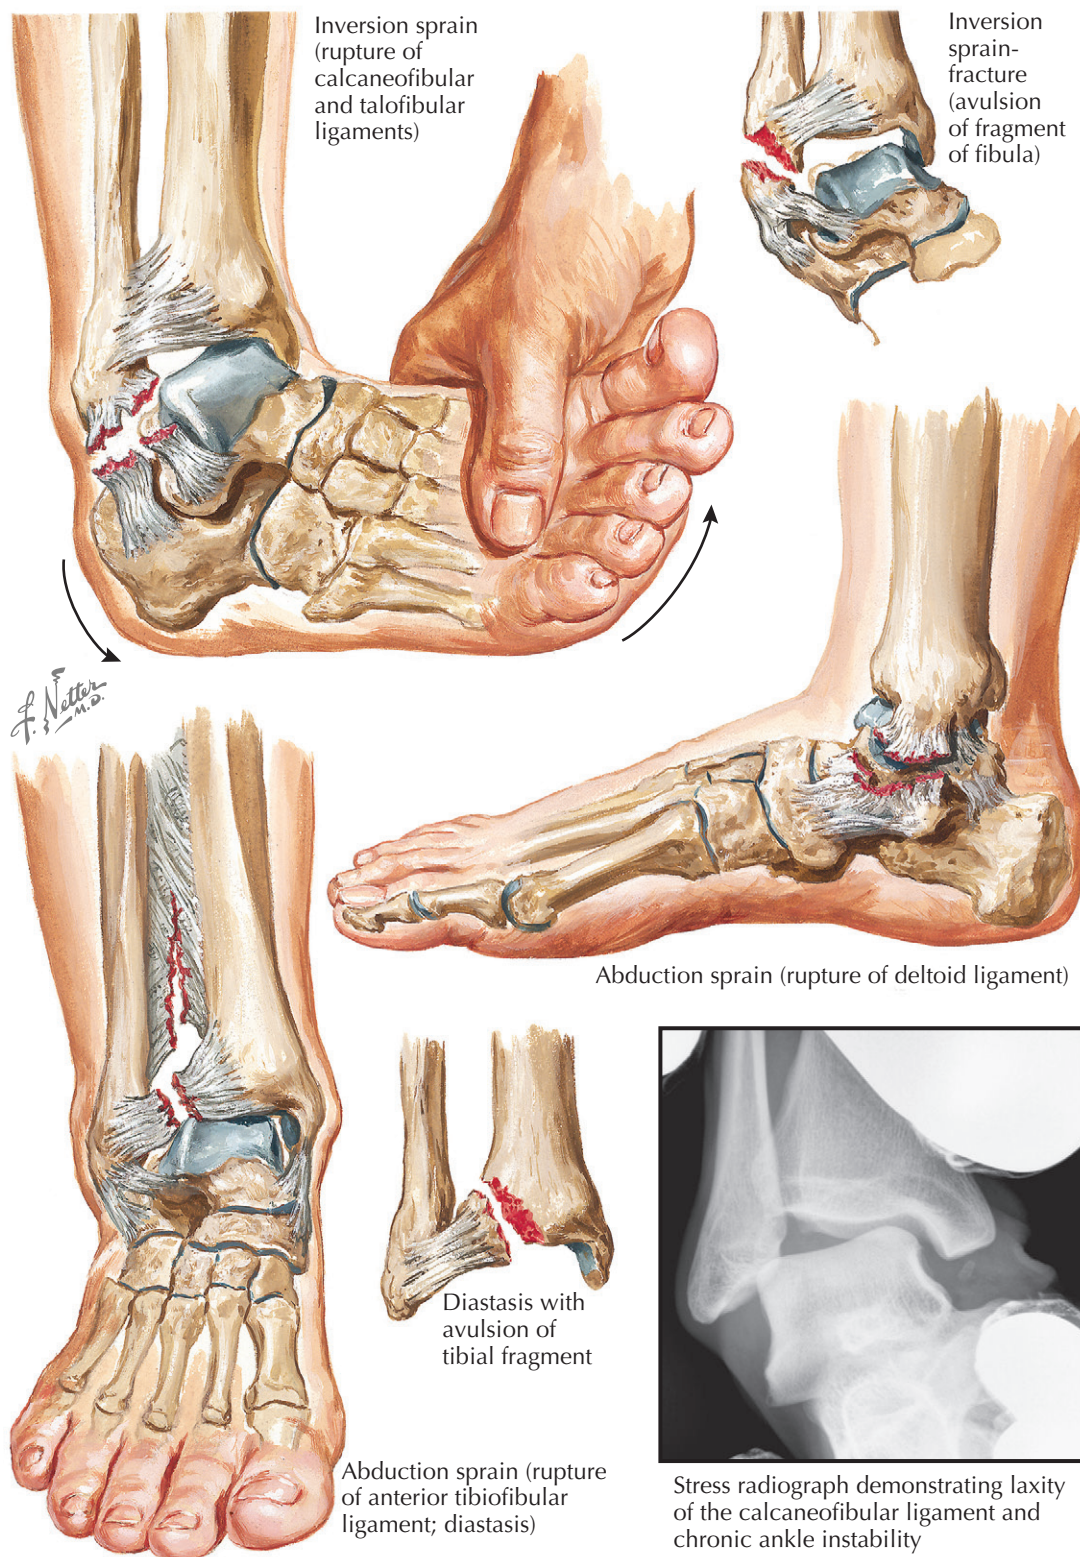 Inversion sprain
(rupture of
calcaneofibular
and talofibular
ligaments)
Inversion
sprain-
fracture
(avulsion
of fragment
of fibula)
F. Netter
M.D.
Abduction sprain (rupture of deltoid ligament)
Diastasis with
avulsion of
tibial fragment
Abduction sprain (rupture
of anterior tibiofibular
ligament; diastasis)
Stress radiograph demonstrating laxity
of the calcaneofibular ligament and
chronic ankle instability